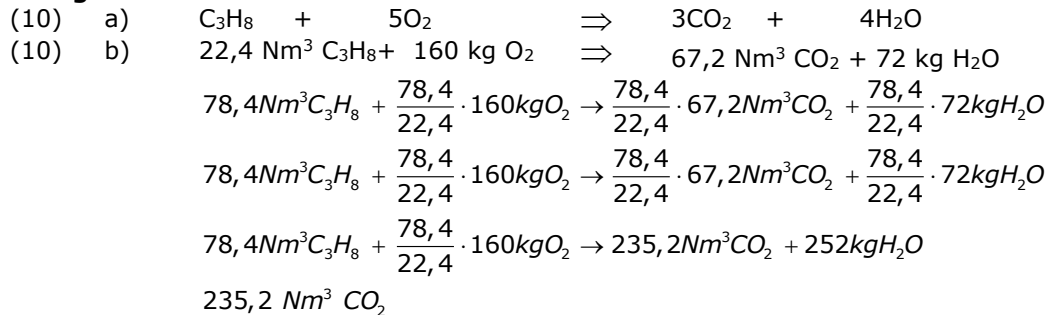 (10) a) C₃H₈ + 5O₂ ⇒ 3CO₂ + 4H₂O
(10) b) 22,4 Nm³ C₃H₈+ 160 kg O₂ ⇒ 67,2 Nm³ CO₂ + 72 kg H₂O
78,4Nm³C₃H₈ + 78,4/22,4 · 160kgO₂ → 78,4/22,4 · 67,2Nm³CO₂ + 78,4/22,4 · 72kgH₂O
78,4Nm³C₃H₈ + 78,4/22,4 · 160kgO₂ → 78,4/22,4 · 67,2Nm³CO₂ + 78,4/22,4 · 72kgH₂O
78,4Nm³C₃H₈ + 78,4/22,4 · 160kgO₂ → 235,2Nm³CO₂ + 252kgH₂O
235,2 Nm³ CO₂